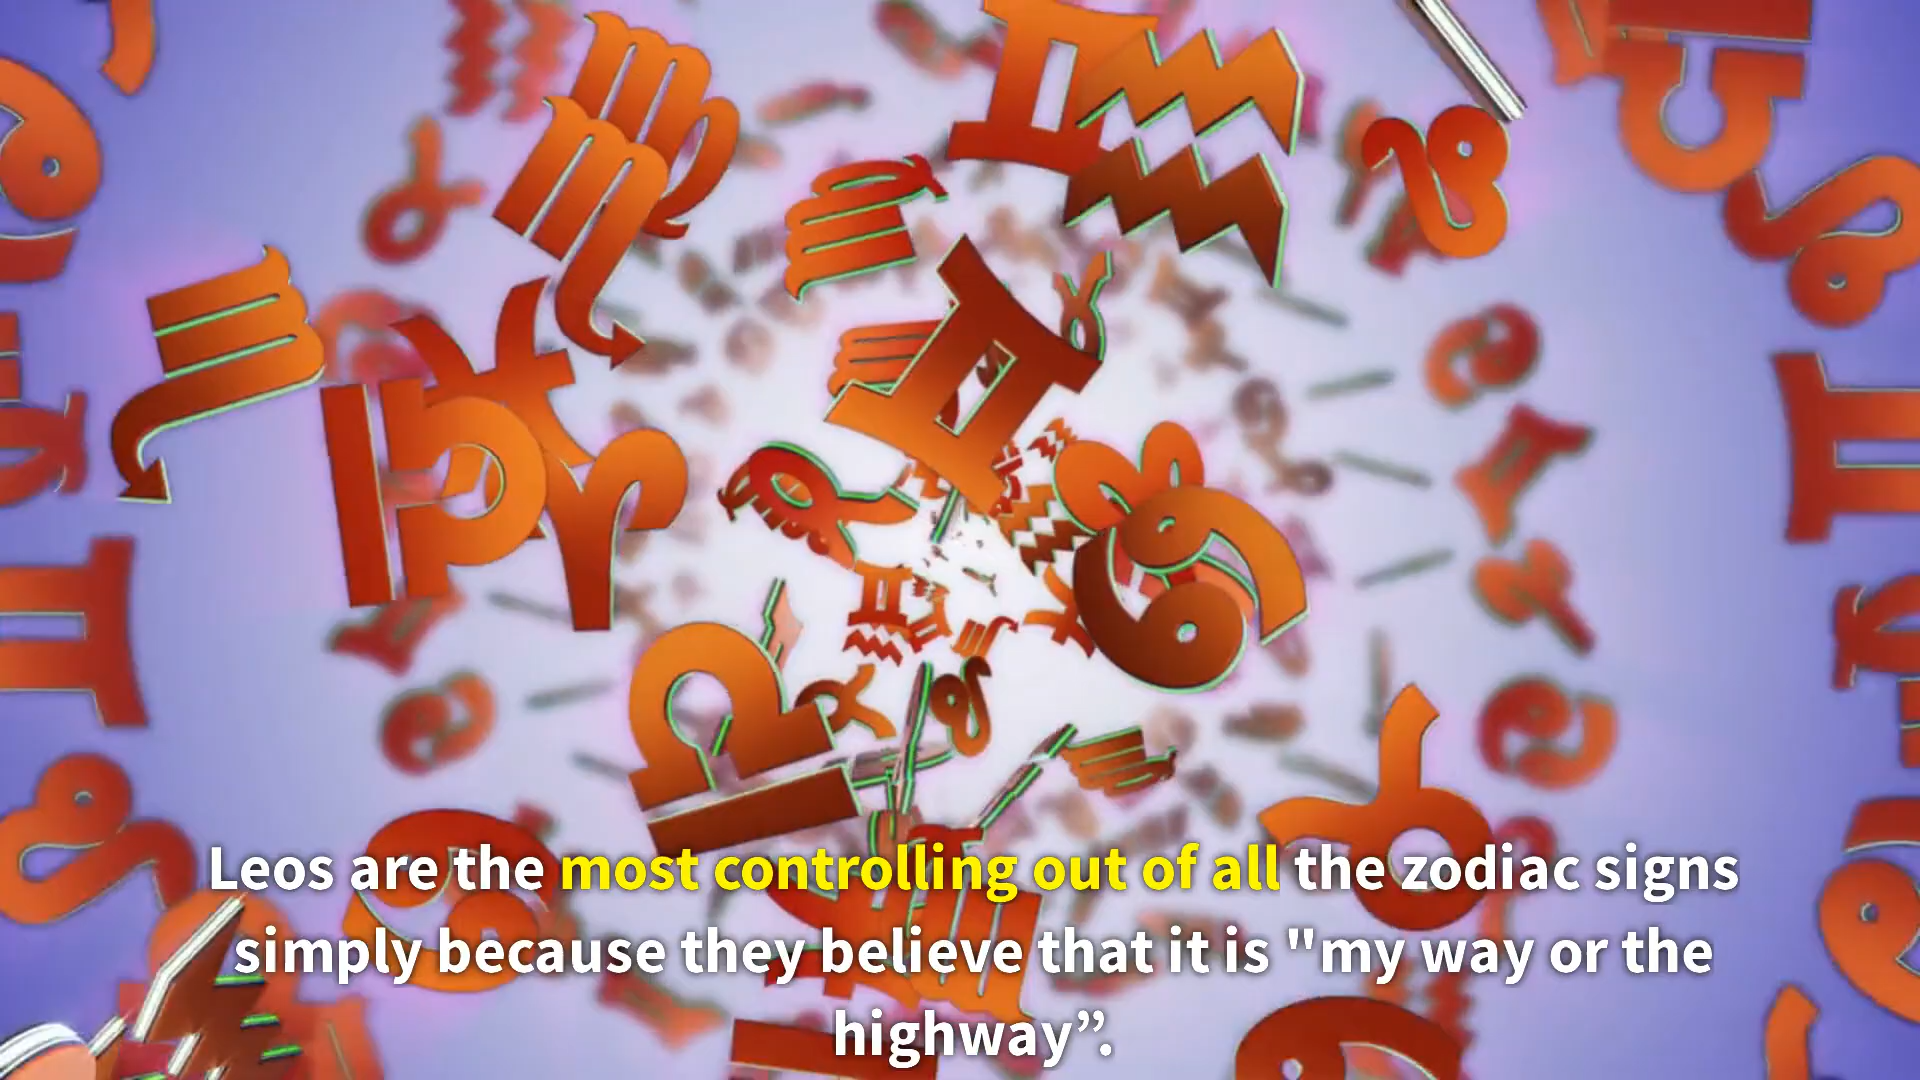 Leos are the most controlling out of all the zodiac signs
simply because they believe that it is "my way or the
highway”.